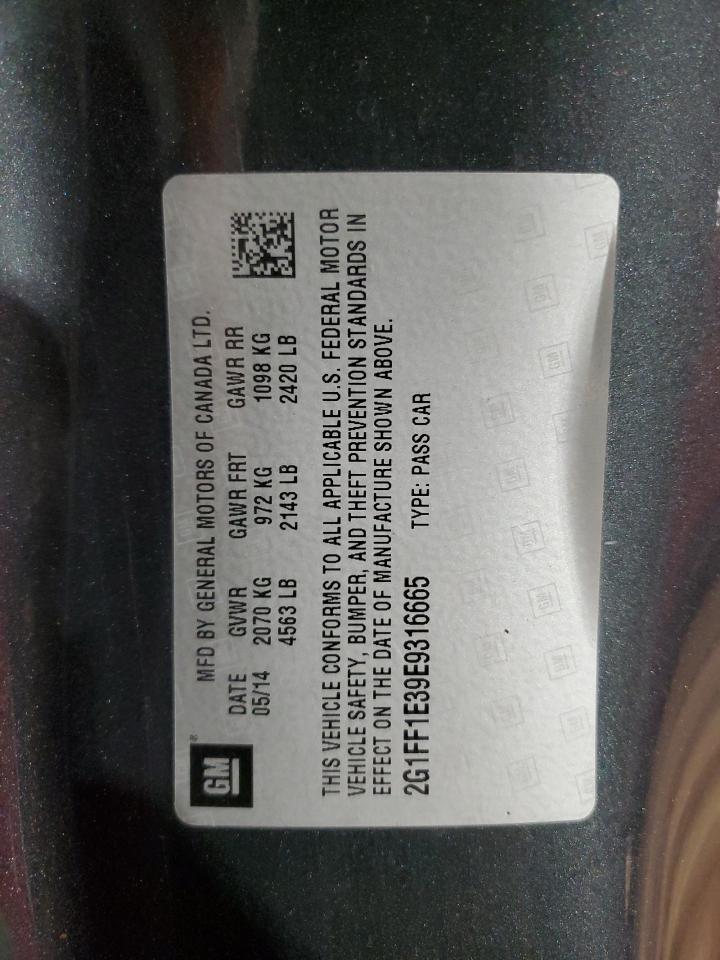 GM ®
MFD BY GENERAL MOTORS OF CANADA LTD.
DATE GVWR GAWR FRT GAWR RR
05/14 2070 KG 972 KG 1098 KG
4563 LB 2143 LB 2420 LB
THIS VEHICLE CONFORMS TO ALL APPLICABLE U.S. FEDERAL MOTOR
VEHICLE SAFETY, BUMPER, AND THEFT PREVENTION STANDARDS IN
EFFECT ON THE DATE OF MANUFACTURE SHOWN ABOVE.
2G1FF1E39E9316665 TYPE: PASS CAR